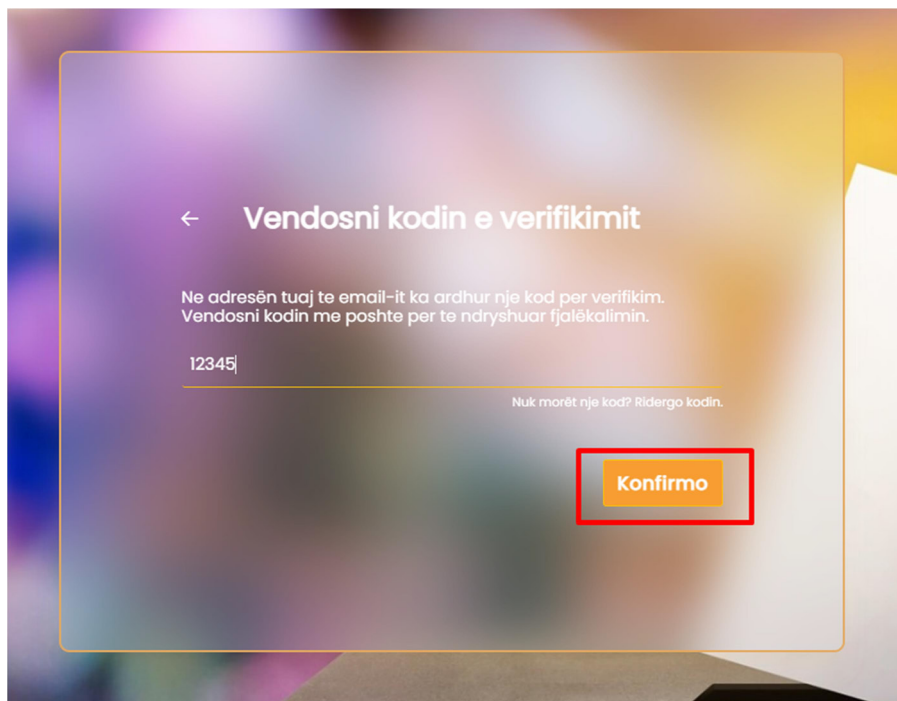 ← Vendosni kodin e verifikimit
Ne adresën tuaj te email-it ka ardhur nje kod per verifikim.
Vendosni kodin me poshte per te ndryshuar fjalëkalimin.
12345
Nuk morët nje kod? Ridergo kodin.
Konfirmo